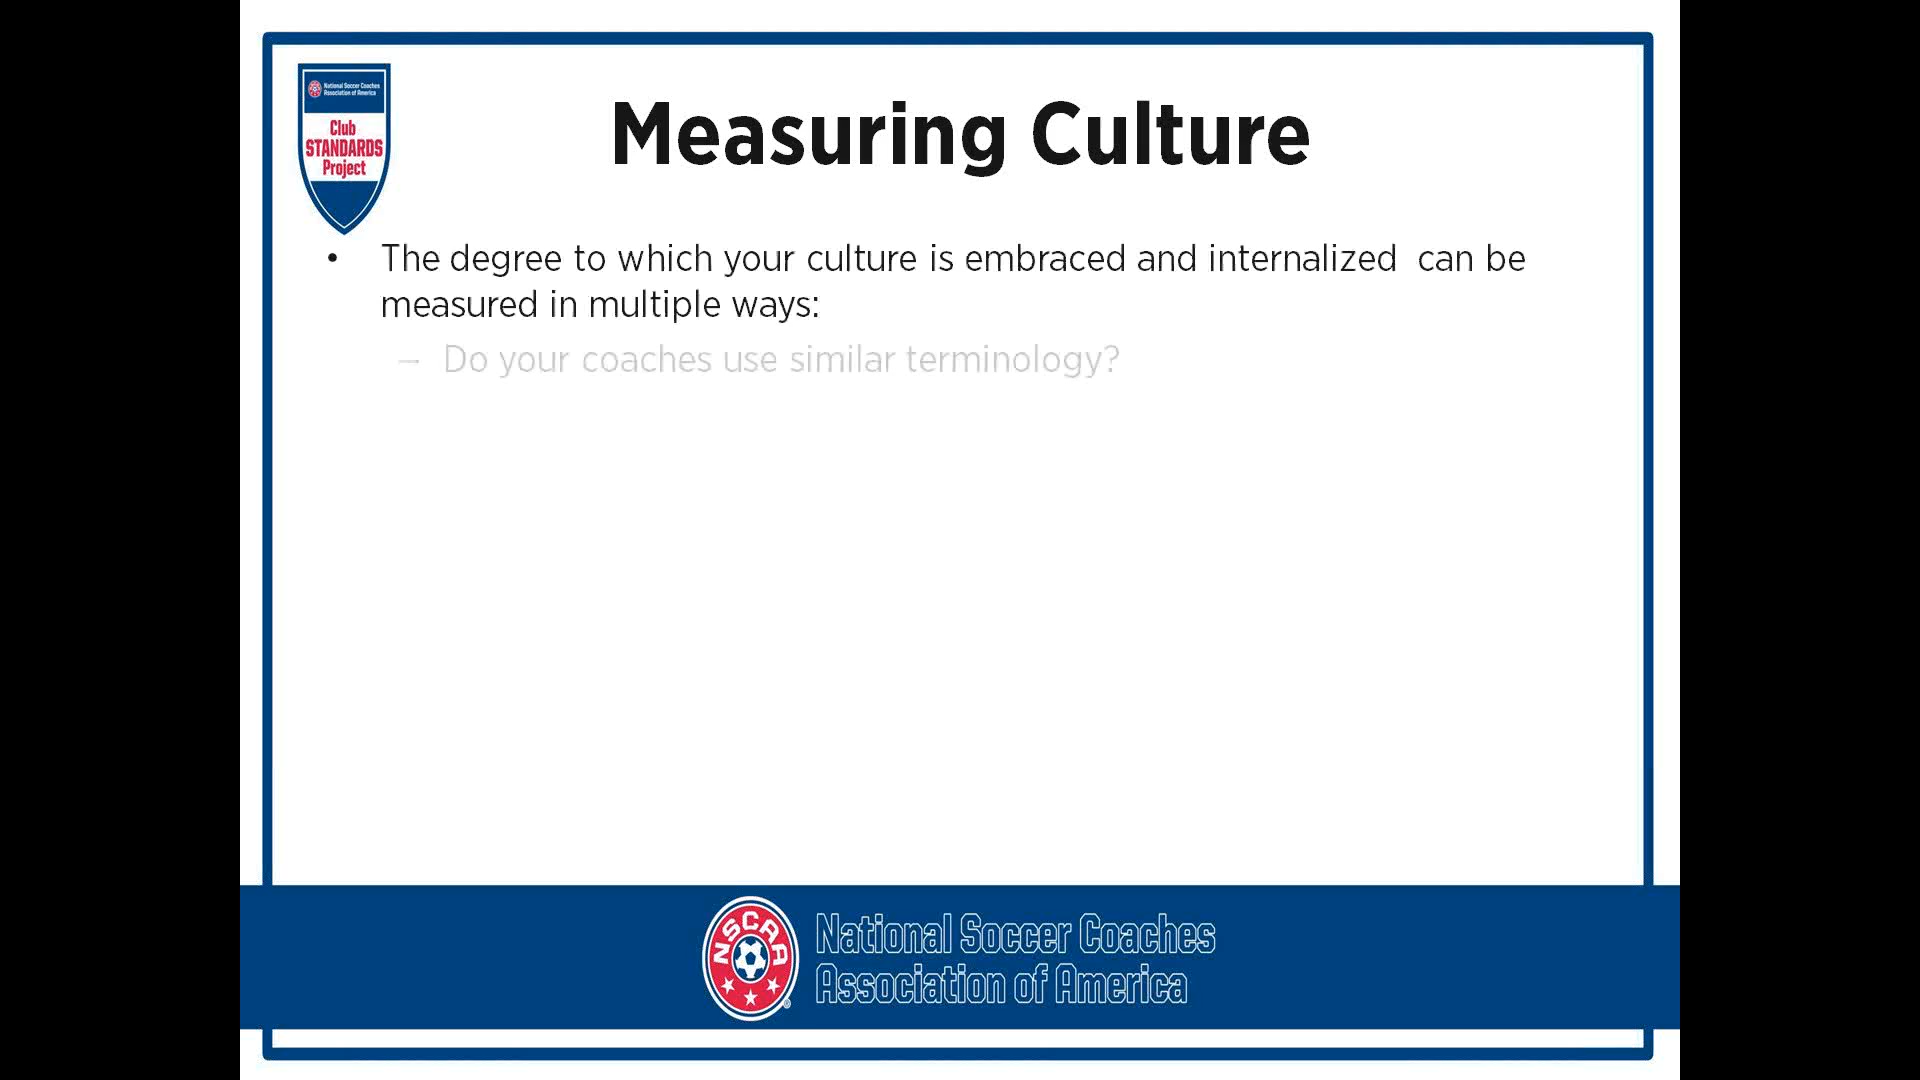 National Soccer Coaches
Association of America
Club
STANDARDS
Project
Measuring Culture
• The degree to which your culture is embraced and internalized  can be
measured in multiple ways:
– Do your coaches use similar terminology?
NSCAA
®
National Soccer Coaches
Association of America